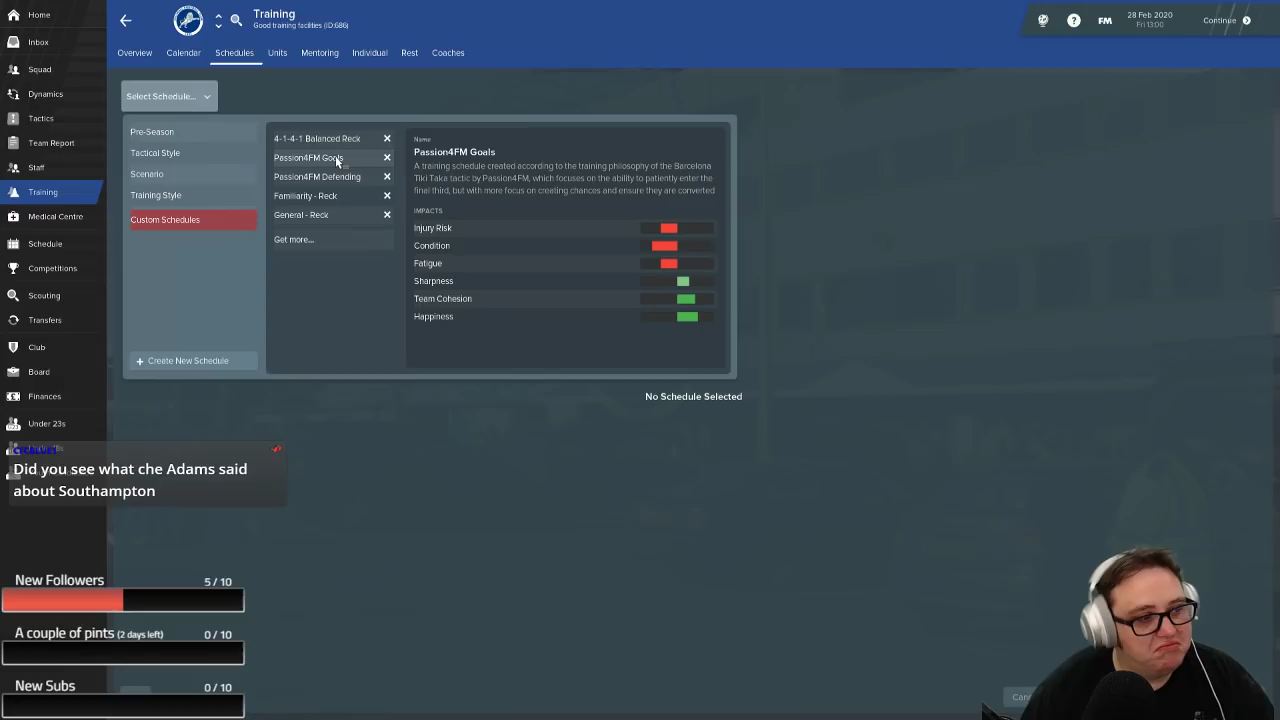 Home
Inbox
Squad
Dynamics
Tactics
Team Report
Staff
Training
Medical Centre
Schedule
Competitions
Scouting
Transfers
Club
Board
Finances
Under 23s
Training
Good training facilities (ID:686)
FM
28 Feb 2020
Fri 13:00
Continue
Overview
Calendar
Schedules
Units
Mentoring
Individual
Rest
Coaches
Select Schedule...
Pre-Season
Tactical Style
Scenario
Training Style
Custom Schedules
+ Create New Schedule
4-1-4-1 Balanced Reck
Passion4FM Goals
Passion4FM Defending
Familiarity - Reck
General - Reck
Get more...
Name
Passion4FM Goals
A training schedule created according to the training philosophy of the Barcelona
Tiki Taka tactic by Passion4FM, which focuses on the ability to patiently enter the
final third, but with more focus on creating chances and ensure they are converted
IMPACTS
Injury Risk
Condition
Fatigue
Sharpness
Team Cohesion
Happiness
No Schedule Selected
Did you see what che Adams said
about Southampton
New Followers 5 / 10
A couple of pints (2 days left) 0 / 10
New Subs 0 / 10